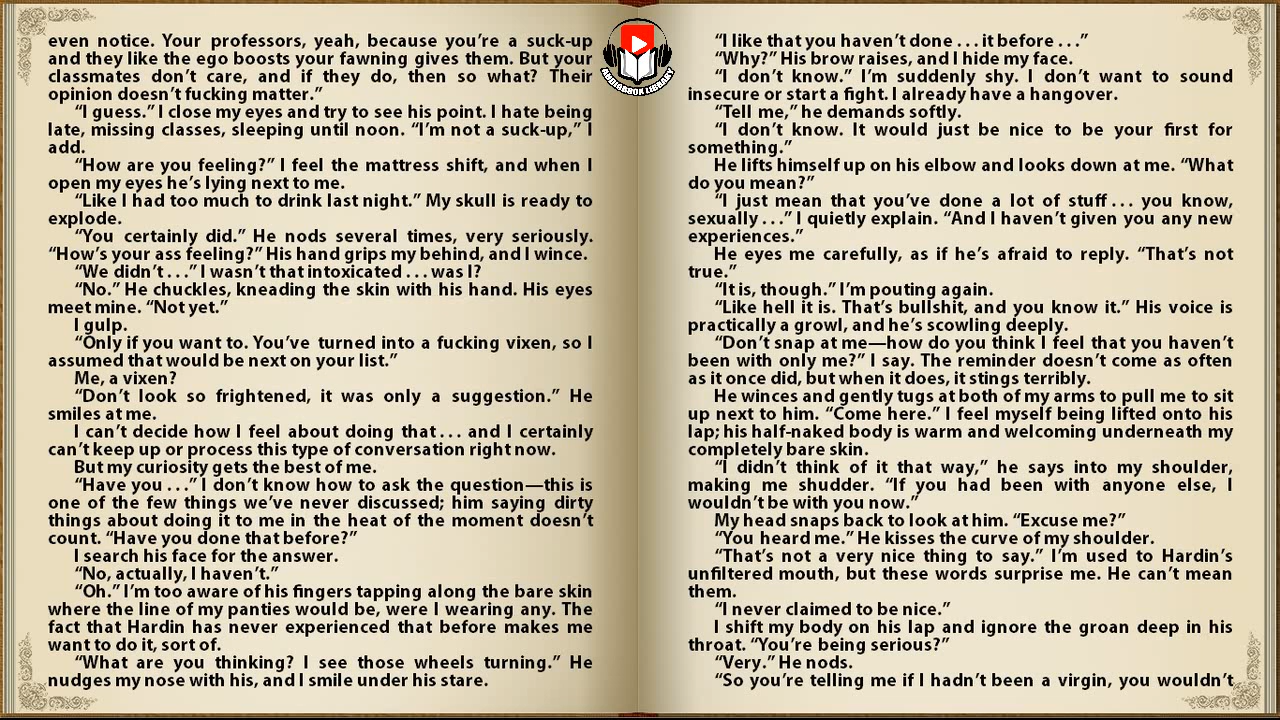 even notice. Your professors, yeah, because you’re a suck-up
and they like the ego boosts your fawning gives them. But your
classmates don’t care, and if they do, then so what? Their
opinion doesn’t fucking matter.”
“I guess.” I close my eyes and try to see his point. I hate being
late, missing classes, sleeping until noon. “I’m not a suck-up,” I
add.
“How are you feeling?” I feel the mattress shift, and when I
open my eyes he’s lying next to me.
“Like I had too much to drink last night.” My skull is ready to
explode.
“You certainly did.” He nods several times, very seriously.
“How’s your ass feeling?” His hand grips my behind, and I wince.
“We didn’t . . .” I wasn’t that intoxicated . . . was I?
“No.” He chuckles, kneading the skin with his hand. His eyes
meet mine. “Not yet.”
I gulp.
“Only if you want to. You’ve turned into a fucking vixen, so I
assumed that would be next on your list.”
Me, a vixen?
“Don’t look so frightened, it was only a suggestion.” He
smiles at me.
I can’t decide how I feel about doing that . . . and I certainly
can’t keep up or process this type of conversation right now.
But my curiosity gets the best of me.
“Have you . . .” I don’t know how to ask the question—this is
one of the few things we’ve never discussed; him saying dirty
things about doing it to me in the heat of the moment doesn’t
count. “Have you done that before?”
I search his face for the answer.
“No, actually, I haven’t.”
“Oh.” I’m too aware of his fingers tapping along the bare skin
where the line of my panties would be, were I wearing any. The
fact that Hardin has never experienced that before makes me
want to do it, sort of.
“What are you thinking? I see those wheels turning.” He
nudges my nose with his, and I smile under his stare.
AUDIOBOOK LIBRARY
“I like that you haven’t done . . . it before . . .”
“Why?” His brow raises, and I hide my face.
“I don’t know.” I’m suddenly shy. I don’t want to sound
insecure or start a fight. I already have a hangover.
“Tell me,” he demands softly.
“I don’t know. It would just be nice to be your first for
something.”
He lifts himself up on his elbow and looks down at me. “What
do you mean?”
“I just mean that you’ve done a lot of stuff . . . you know,
sexually . . .” I quietly explain. “And I haven’t given you any new
experiences.”
He eyes me carefully, as if he’s afraid to reply. “That’s not
true.”
“It is, though.” I’m pouting again.
“Like hell it is. That’s bullshit, and you know it.” His voice is
practically a growl, and he’s scowling deeply.
“Don’t snap at me—how do you think I feel that you haven’t
been with only me?” I say. The reminder doesn’t come as often
as it once did, but when it does, it stings terribly.
He winces and gently tugs at both of my arms to pull me to sit
up next to him. “Come here.” I feel myself being lifted onto his
lap; his half-naked body is warm and welcoming underneath my
completely bare skin.
“I didn’t think of it that way,” he says into my shoulder,
making me shudder. “If you had been with anyone else, I
wouldn’t be with you now.”
My head snaps back to look at him. “Excuse me?”
“You heard me.” He kisses the curve of my shoulder.
“That’s not a very nice thing to say.” I’m used to Hardin’s
unfiltered mouth, but these words surprise me. He can’t mean
them.
“I never claimed to be nice.”
I shift my body on his lap and ignore the groan deep in his
throat. “You’re being serious?”
“Very.” He nods.
“So you’re telling me if I hadn’t been a virgin, you wouldn’t